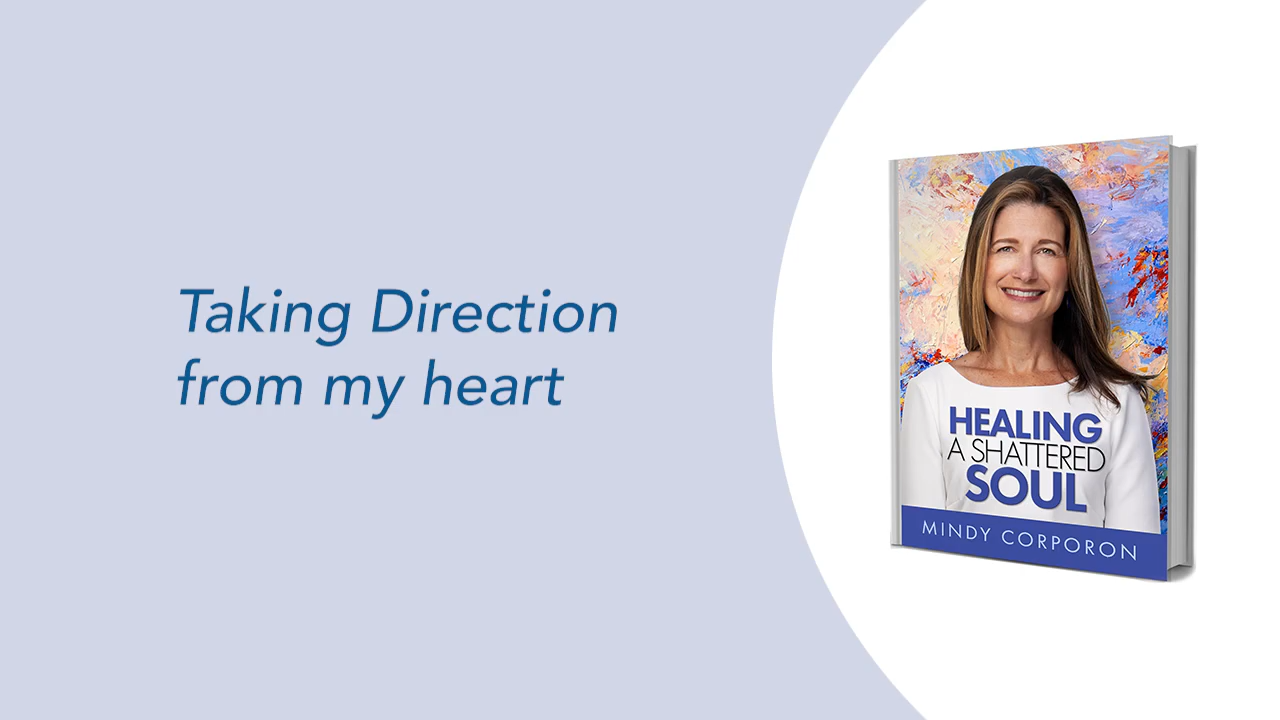 Taking Direction
from my heart
HEALING
A SHATTERED
SOUL
MINDY CORPORON